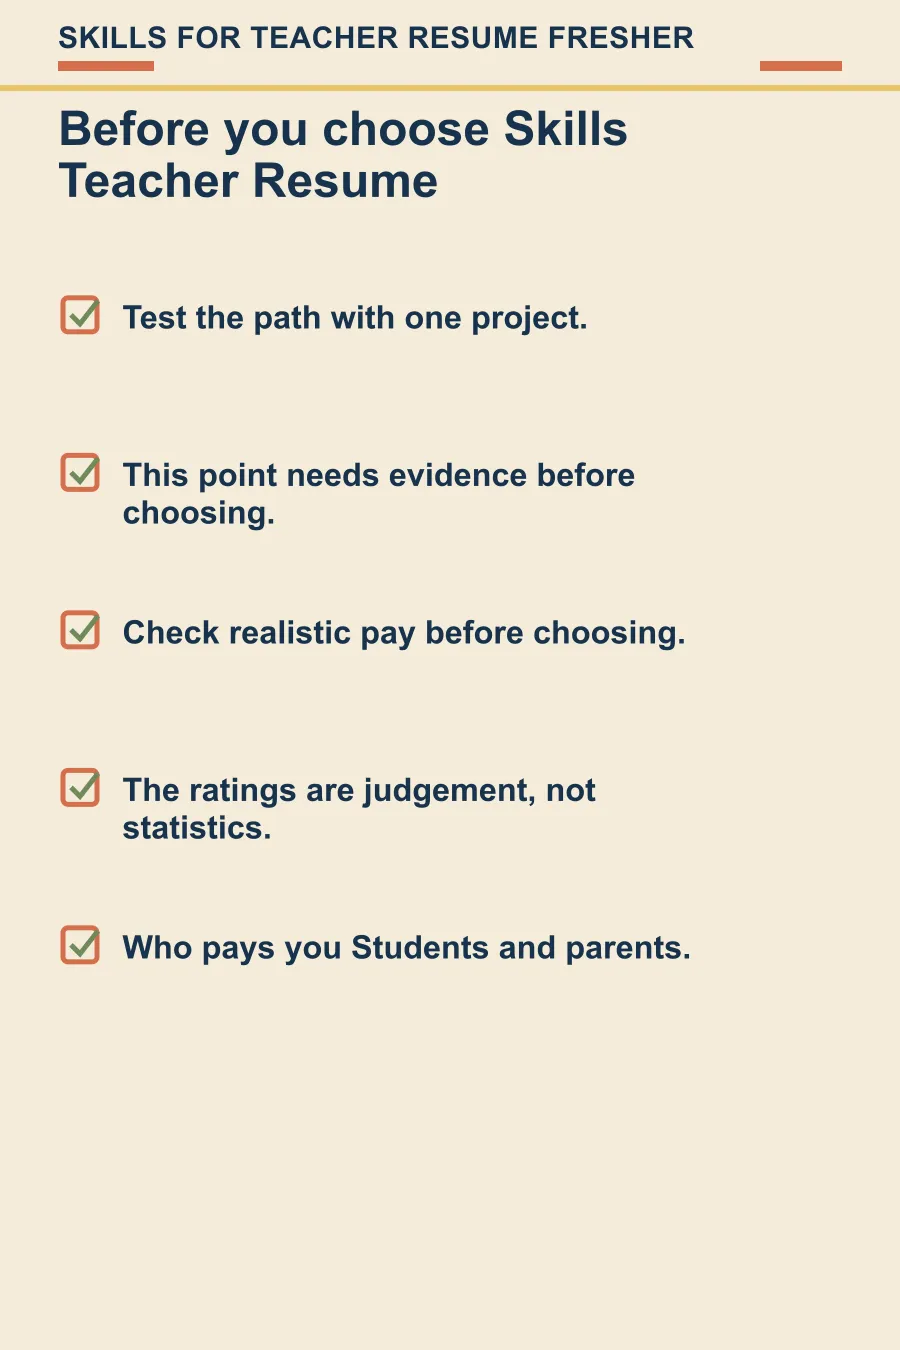 SKILLS FOR TEACHER RESUME FRESHER
Before you choose Skills
Teacher Resume
Test the path with one project.
This point needs evidence before
choosing.
Check realistic pay before choosing.
The ratings are judgement, not
statistics.
Who pays you Students and parents.